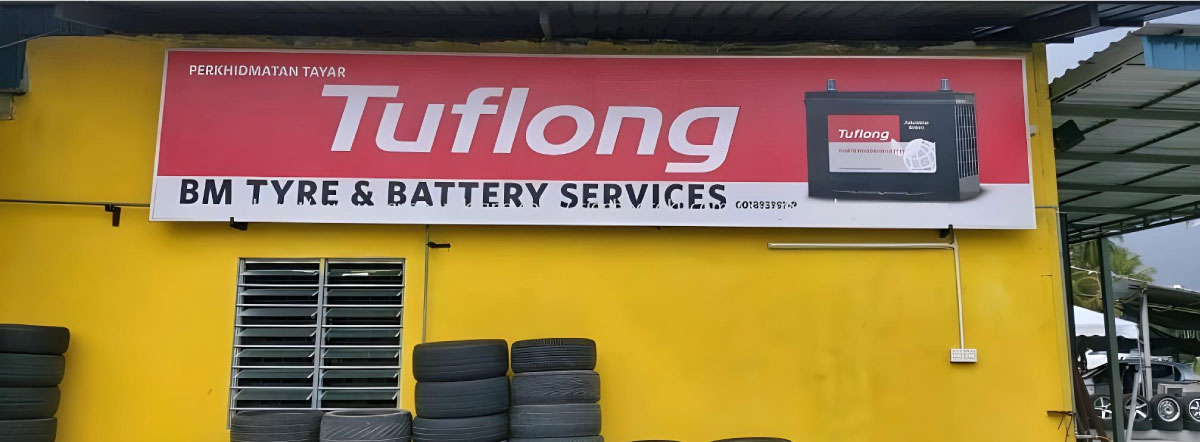 PERKHIDMATAN TAYAR
Tuflong
Tuflong
BM TYRE & BATTERY SERVICES